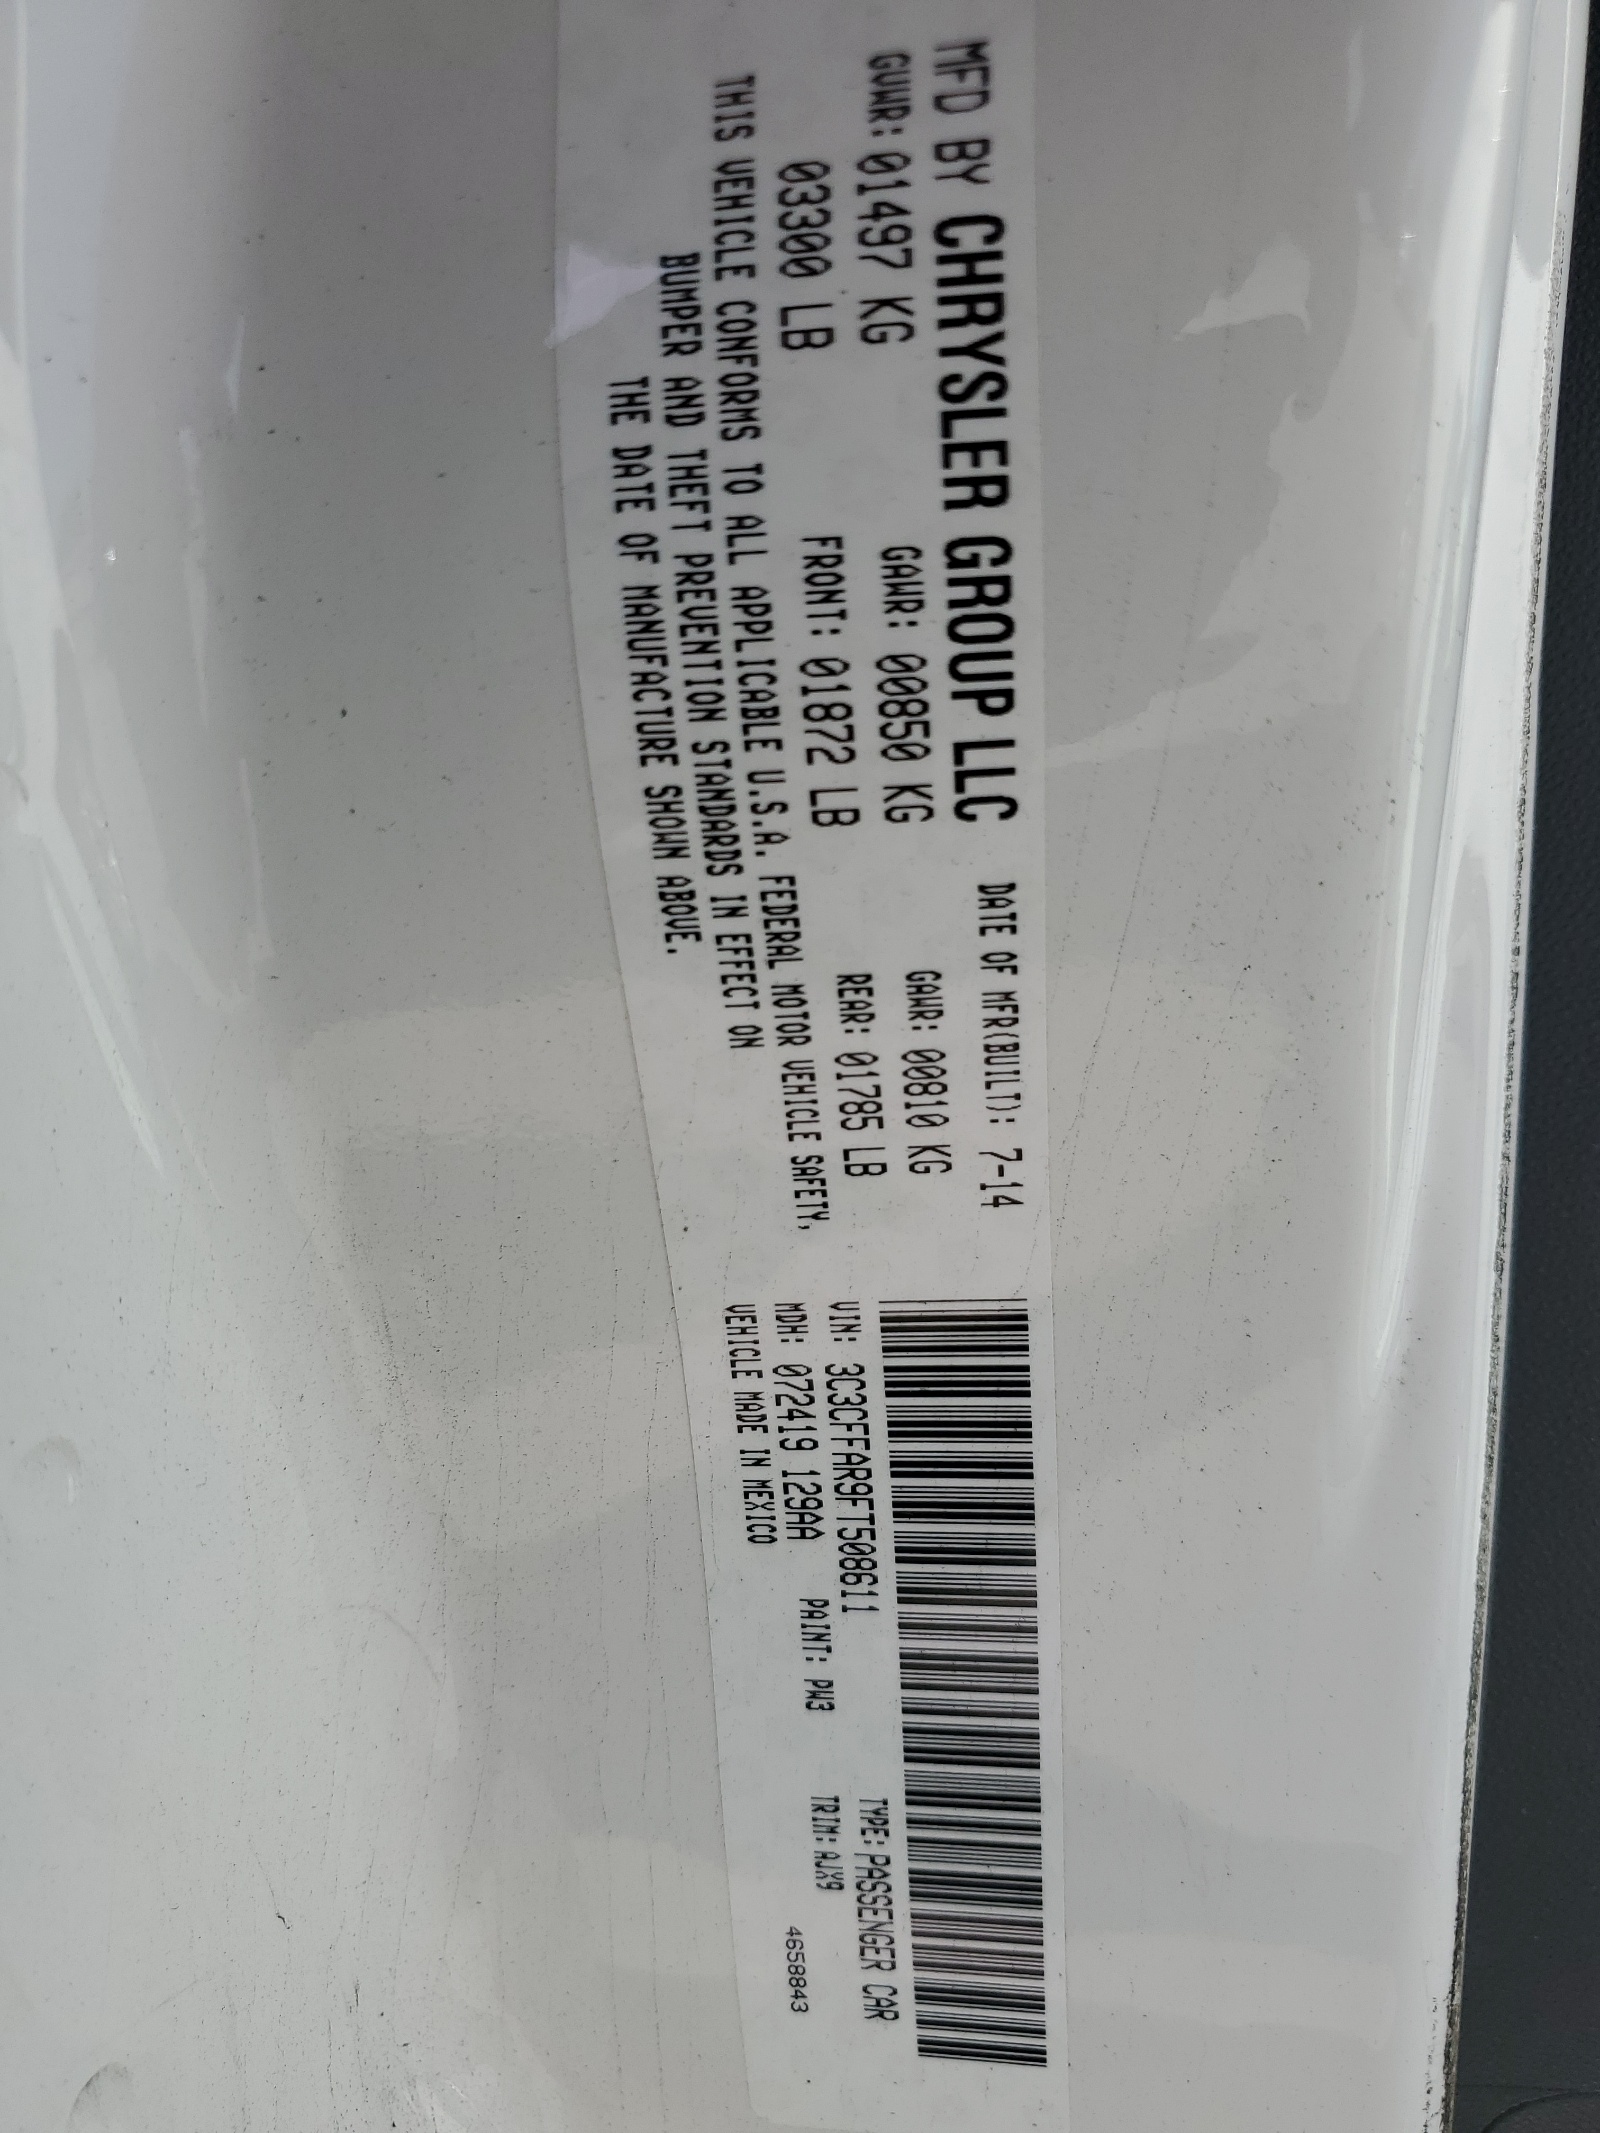 MFD BY CHRYSLER GROUP LLC DATE OF MFR(BUILT): 7-14
GVWR: 01497 KG GAWR: 00850 KG GAWR: 00810 KG
03300 LB FRONT: 01872 LB REAR: 01785 LB
THIS VEHICLE CONFORMS TO ALL APPLICABLE U.S.A. FEDERAL MOTOR VEHICLE SAFETY,
BUMPER AND THEFT PREVENTION STANDARDS IN EFFECT ON
THE DATE OF MANUFACTURE SHOWN ABOVE.
VIN: 3C3CFFAR9FT508611 TYPE: PASSENGER CAR
MDH: 072419 129AA PAINT: PW3 TRIM: AJX9
VEHICLE MADE IN MEXICO 4658843